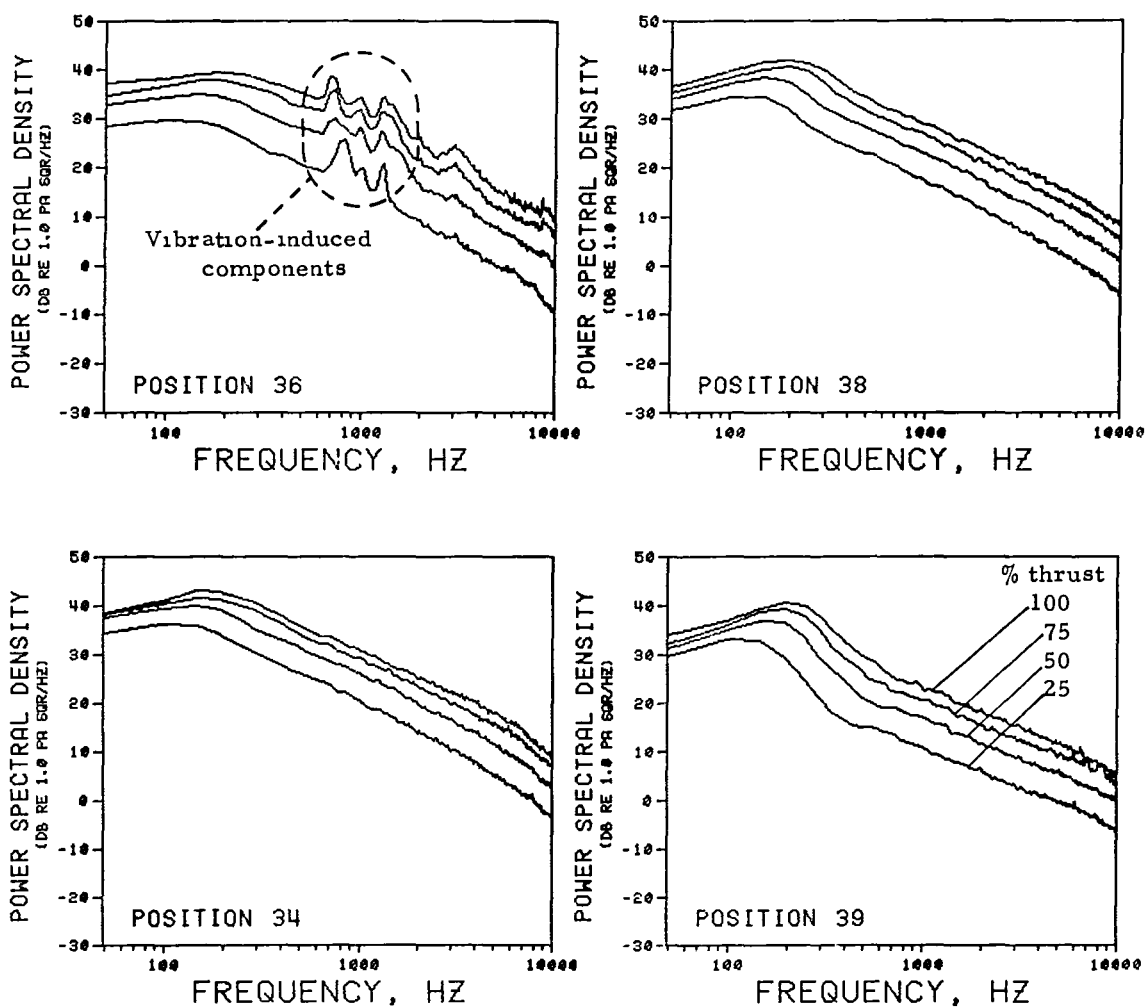 50
40
30
20
10
0
-10
-20
-30
POWER SPECTRAL DENSITY
(DB RE 1.0 PA SQR/HZ)
Vibration-induced
components
POSITION 36
100 1000 10000
FREQUENCY, HZ
50
40
30
20
10
0
-10
-20
-30
POWER SPECTRAL DENSITY
(DB RE 1.0 PA SQR/HZ)
POSITION 38
100 1000 10000
FREQUENCY, HZ
50
40
30
20
10
0
-10
-20
-30
POWER SPECTRAL DENSITY
(DB RE 1.0 PA SQR/HZ)
POSITION 34
100 1000 10000
FREQUENCY, HZ
50
40
30
20
10
0
-10
-20
-30
POWER SPECTRAL DENSITY
(DB RE 1.0 PA SQR/HZ)
% thrust
100
75
50
25
POSITION 39
100 1000 10000
FREQUENCY, HZ